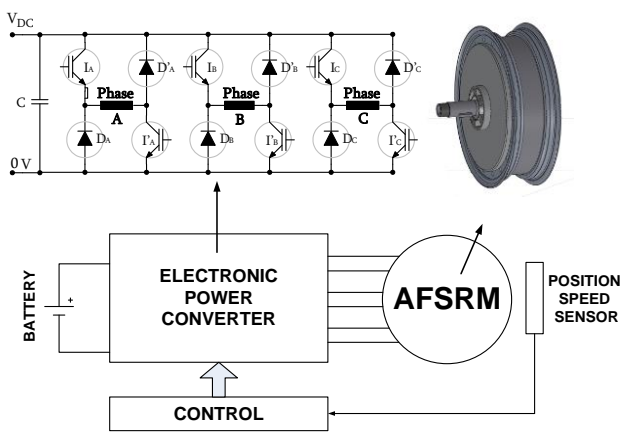 VDC
IA D'A IB D'B IC D'C
C
Phase Phase Phase
A B C
DA I'A DB I'B DC I'C
0 V
BATTERY
+
ELECTRONIC
POWER
CONVERTER
AFSRM
POSITION
SPEED
SENSOR
CONTROL